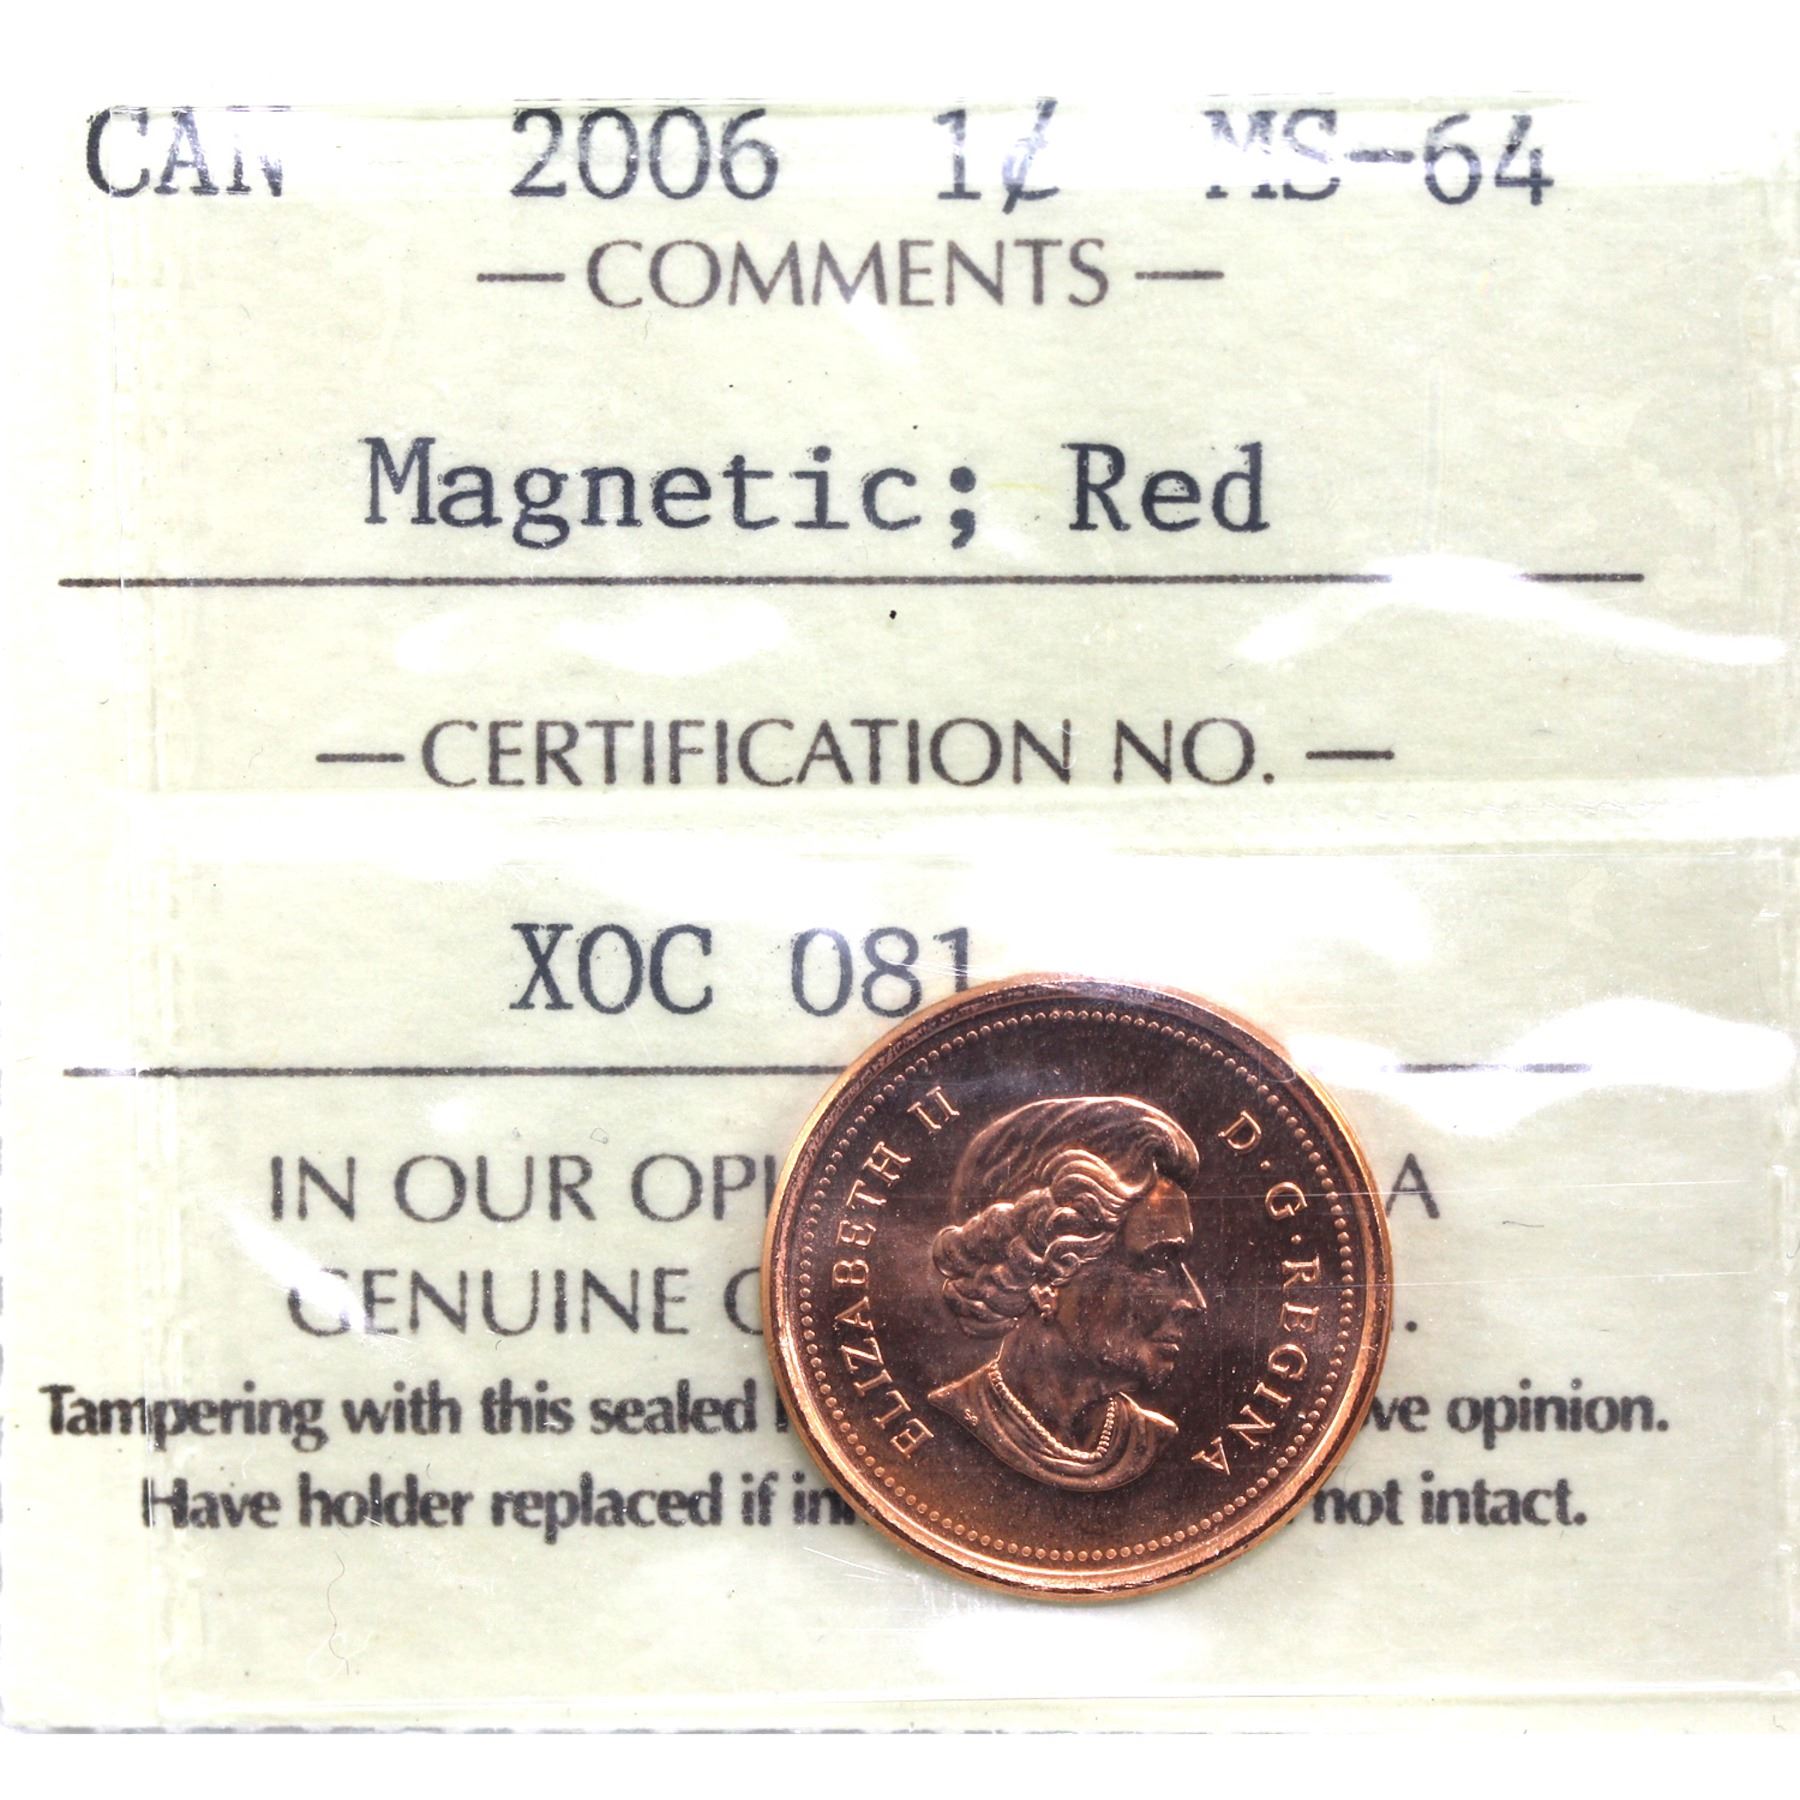 CAN 2006 1¢ MS-64
— COMMENTS —
Magnetic; Red
— CERTIFICATION NO. —
XOC 081
IN OUR OPI A
GENUINE
Tampering with this sealed ve opinion.
Have holder replaced if in not intact.
ELIZABETH II D·G·REGINA